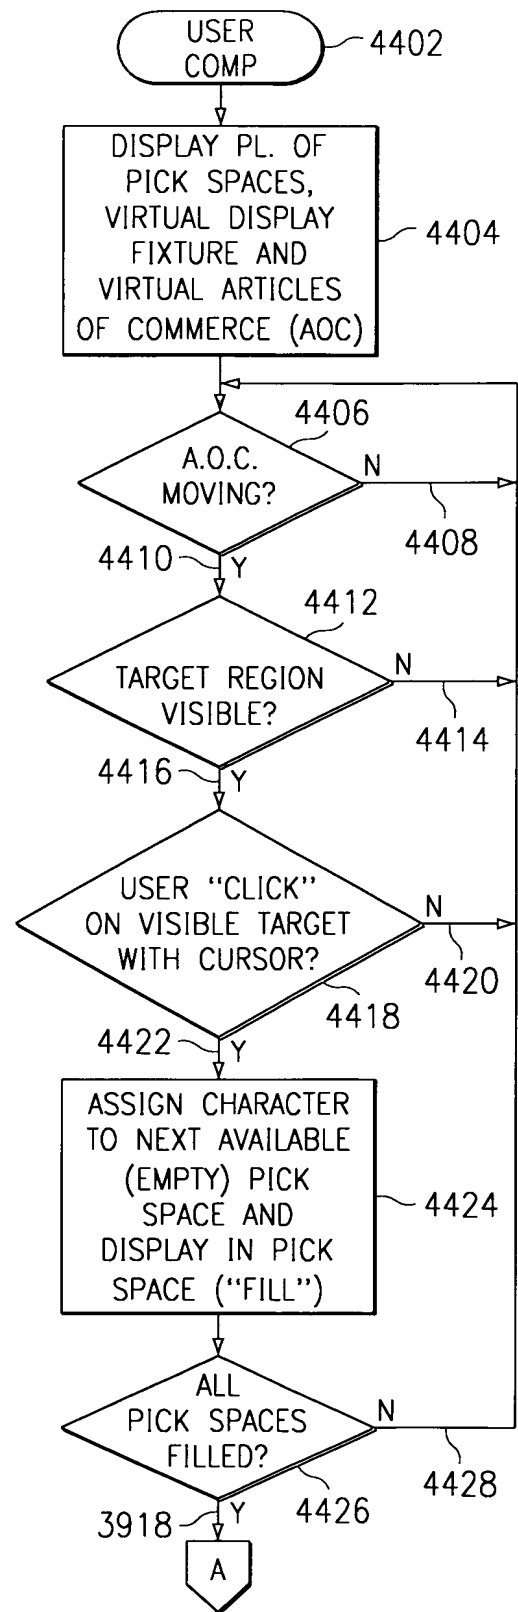 USER
COMP
4402
DISPLAY PL. OF
PICK SPACES,
VIRTUAL DISPLAY
FIXTURE AND
VIRTUAL ARTICLES
OF COMMERCE (AOC)
4404
4406
A.O.C.
MOVING?
N
4408
4410
Y
4412
TARGET REGION
VISIBLE?
N
4414
4416
Y
USER “CLICK”
ON VISIBLE TARGET
WITH CURSOR?
N
4420
4418
4422
Y
ASSIGN CHARACTER
TO NEXT AVAILABLE
(EMPTY) PICK
SPACE AND
DISPLAY IN PICK
SPACE (“FILL”)
4424
ALL
PICK SPACES
FILLED?
N
4428
4426
3918
Y
A